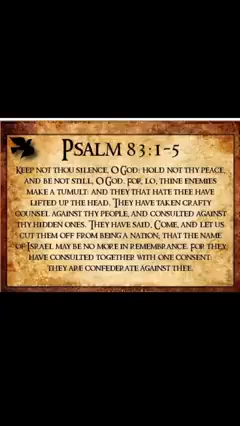 PSALM 83:1-5
KEEP NOT THOU SILENCE, O GOD: HOLD NOT THY PEACE,
AND BE NOT STILL, O GOD. FOR, LO, THINE ENEMIES
MAKE A TUMULT: AND THEY THAT HATE THEE HAVE
LIFTED UP THE HEAD. THEY HAVE TAKEN CRAFTY
COUNSEL AGAINST THY PEOPLE, AND CONSULTED AGAINST
THY HIDDEN ONES. THEY HAVE SAID, COME, AND LET US
CUT THEM OFF FROM BEING A NATION; THAT THE NAME
OF ISRAEL MAY BE NO MORE IN REMEMBRANCE. FOR THEY
HAVE CONSULTED TOGETHER WITH ONE CONSENT:
THEY ARE CONFEDERATE AGAINST THEE.